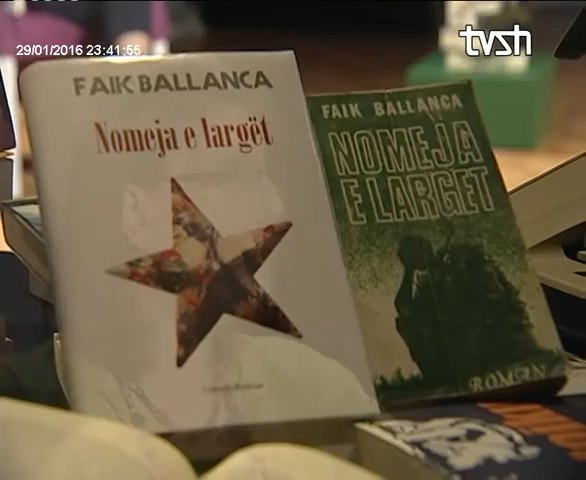 29/01/2016 23:41:55
tvsh
FAIK BALLANCA
Nomeja e largët
FAIK BALLANCA
NOMEJA
E LARGET
ROMAN